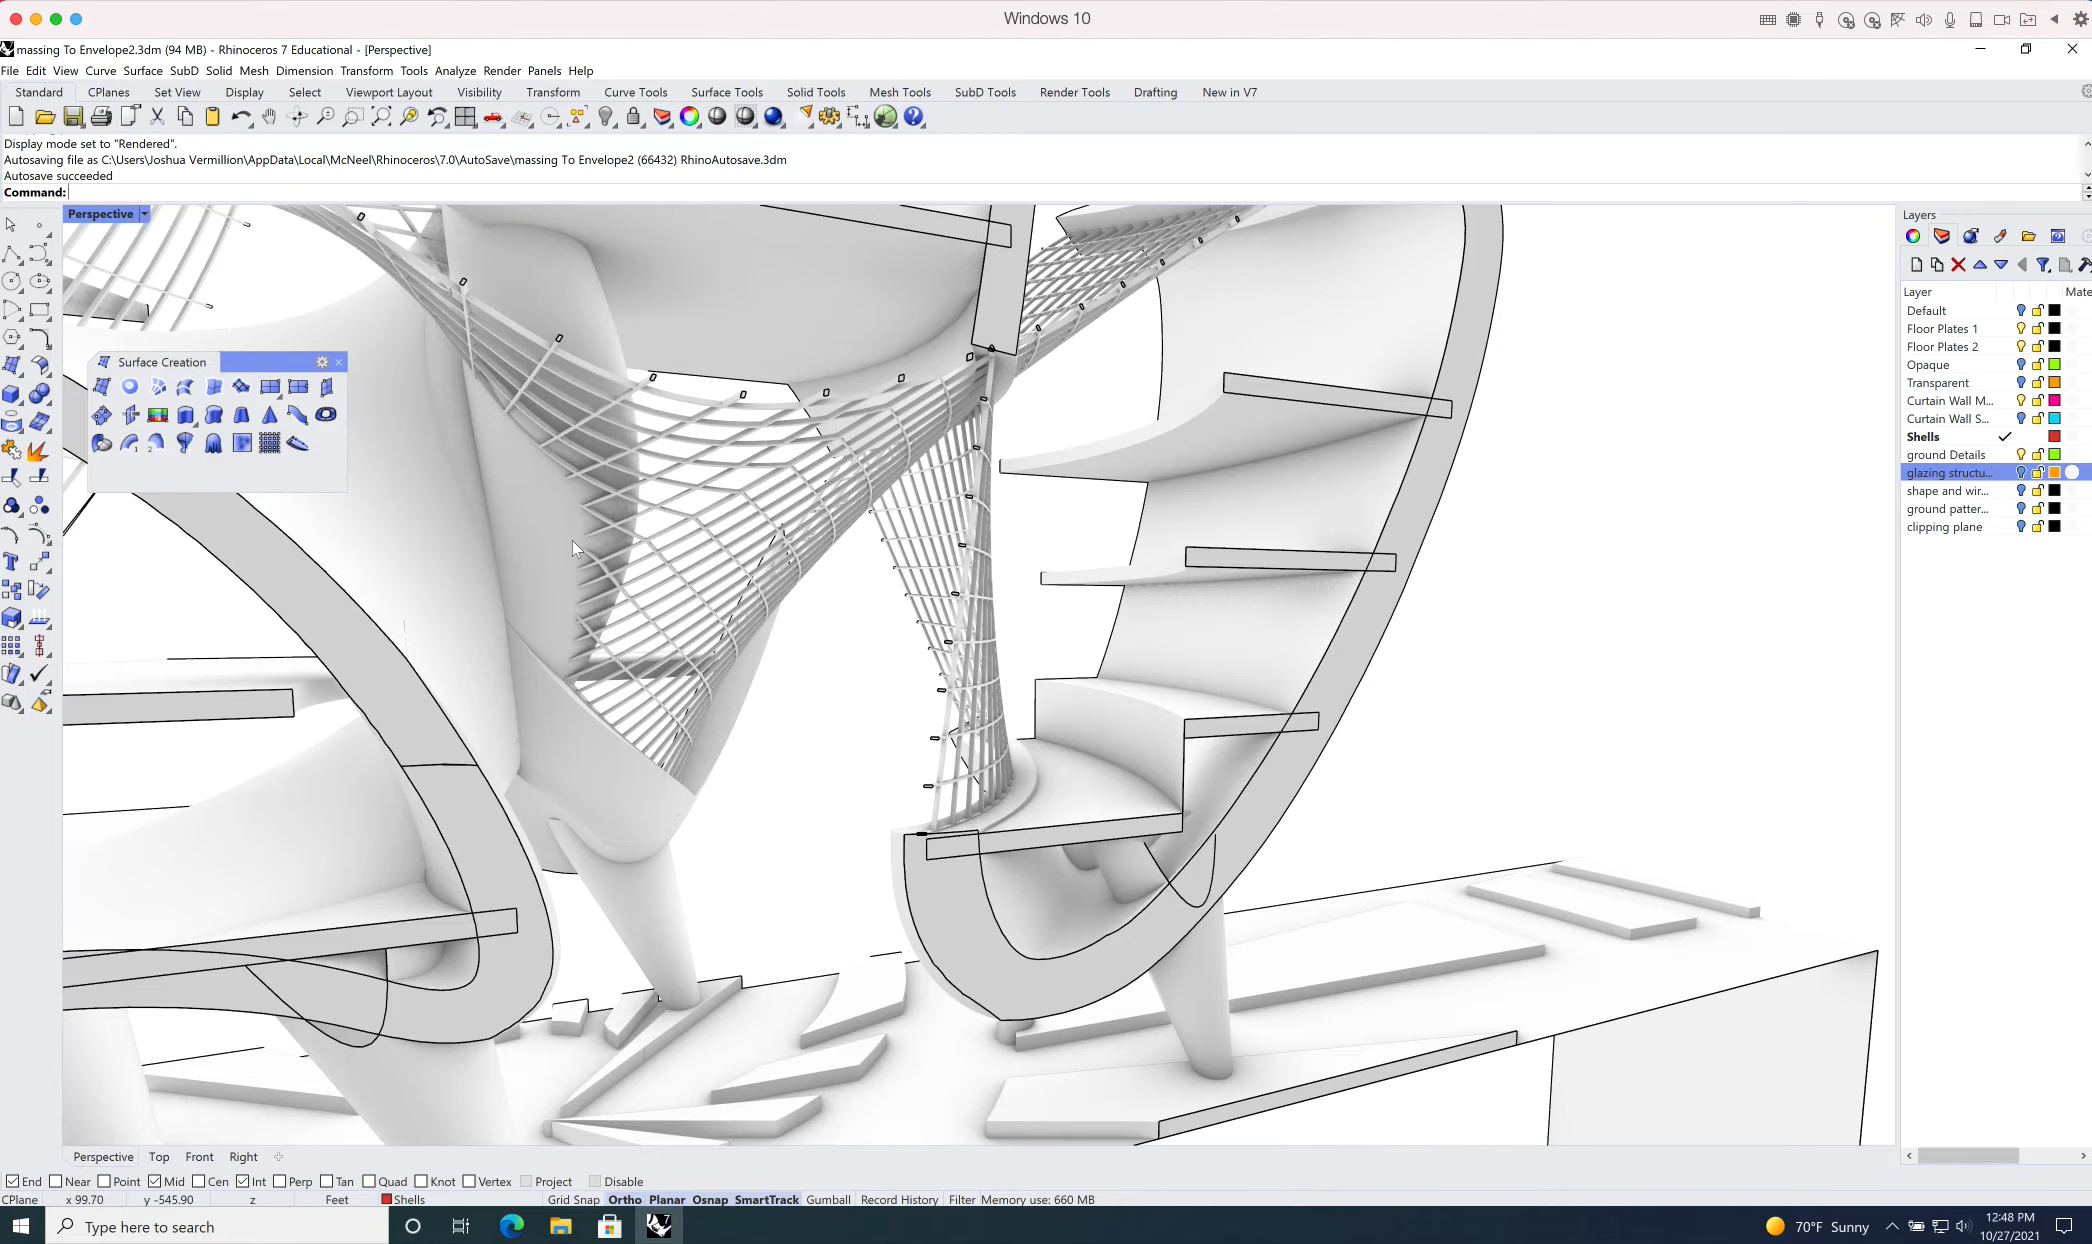 Windows 10
massing To Envelope2.3dm (94 MB) - Rhinoceros 7 Educational - [Perspective]
File Edit View Curve Surface SubD Solid Mesh Dimension Transform Tools Analyze Render Panels Help
Standard CPlanes Set View Display Select Viewport Layout Visibility Transform Curve Tools Surface Tools Solid Tools Mesh Tools SubD Tools Render Tools Drafting New in V7
Display mode set to "Rendered".
Autosaving file as C:\Users\Joshua Vermillion\AppData\Local\McNeel\Rhinoceros\7.0\AutoSave\massing To Envelope2 (66432) RhinoAutosave.3dm
Autosave succeeded
Command:
Perspective
Surface Creation
Layers
Layer Mate
Default
Floor Plates 1
Floor Plates 2
Opaque
Transparent
Curtain Wall M...
Curtain Wall S...
Shells
ground Details
glazing structu...
shape and wir...
ground patter...
clipping plane
Perspective Top Front Right
End Near Point Mid Cen Int Perp Tan Quad Knot Vertex Project Disable
CPlane x 99.70 y -545.90 z Feet Shells Grid Snap Ortho Planar Osnap SmartTrack Gumball Record History Filter Memory use: 660 MB
Type here to search
70°F Sunny
12:48 PM
10/27/2021